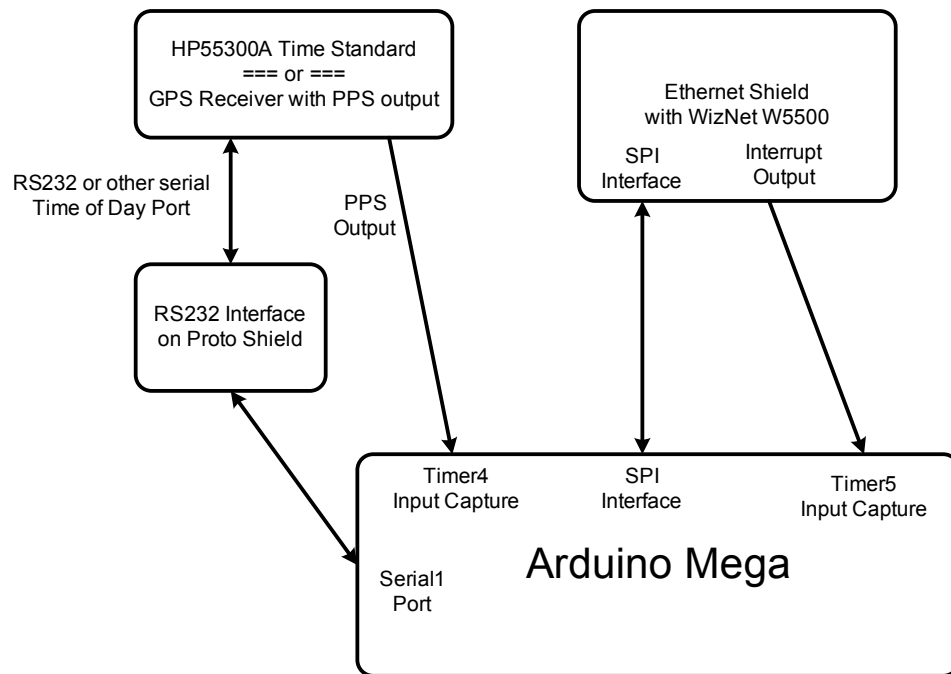 HP55300A Time Standard
=== or ===
GPS Receiver with PPS output
Ethernet Shield
with WizNet W5500
SPI
Interface
Interrupt
Output
RS232 or other serial
Time of Day Port
PPS
Output
RS232 Interface
on Proto Shield
Timer4
Input Capture
SPI
Interface
Timer5
Input Capture
Arduino Mega
Serial1
Port